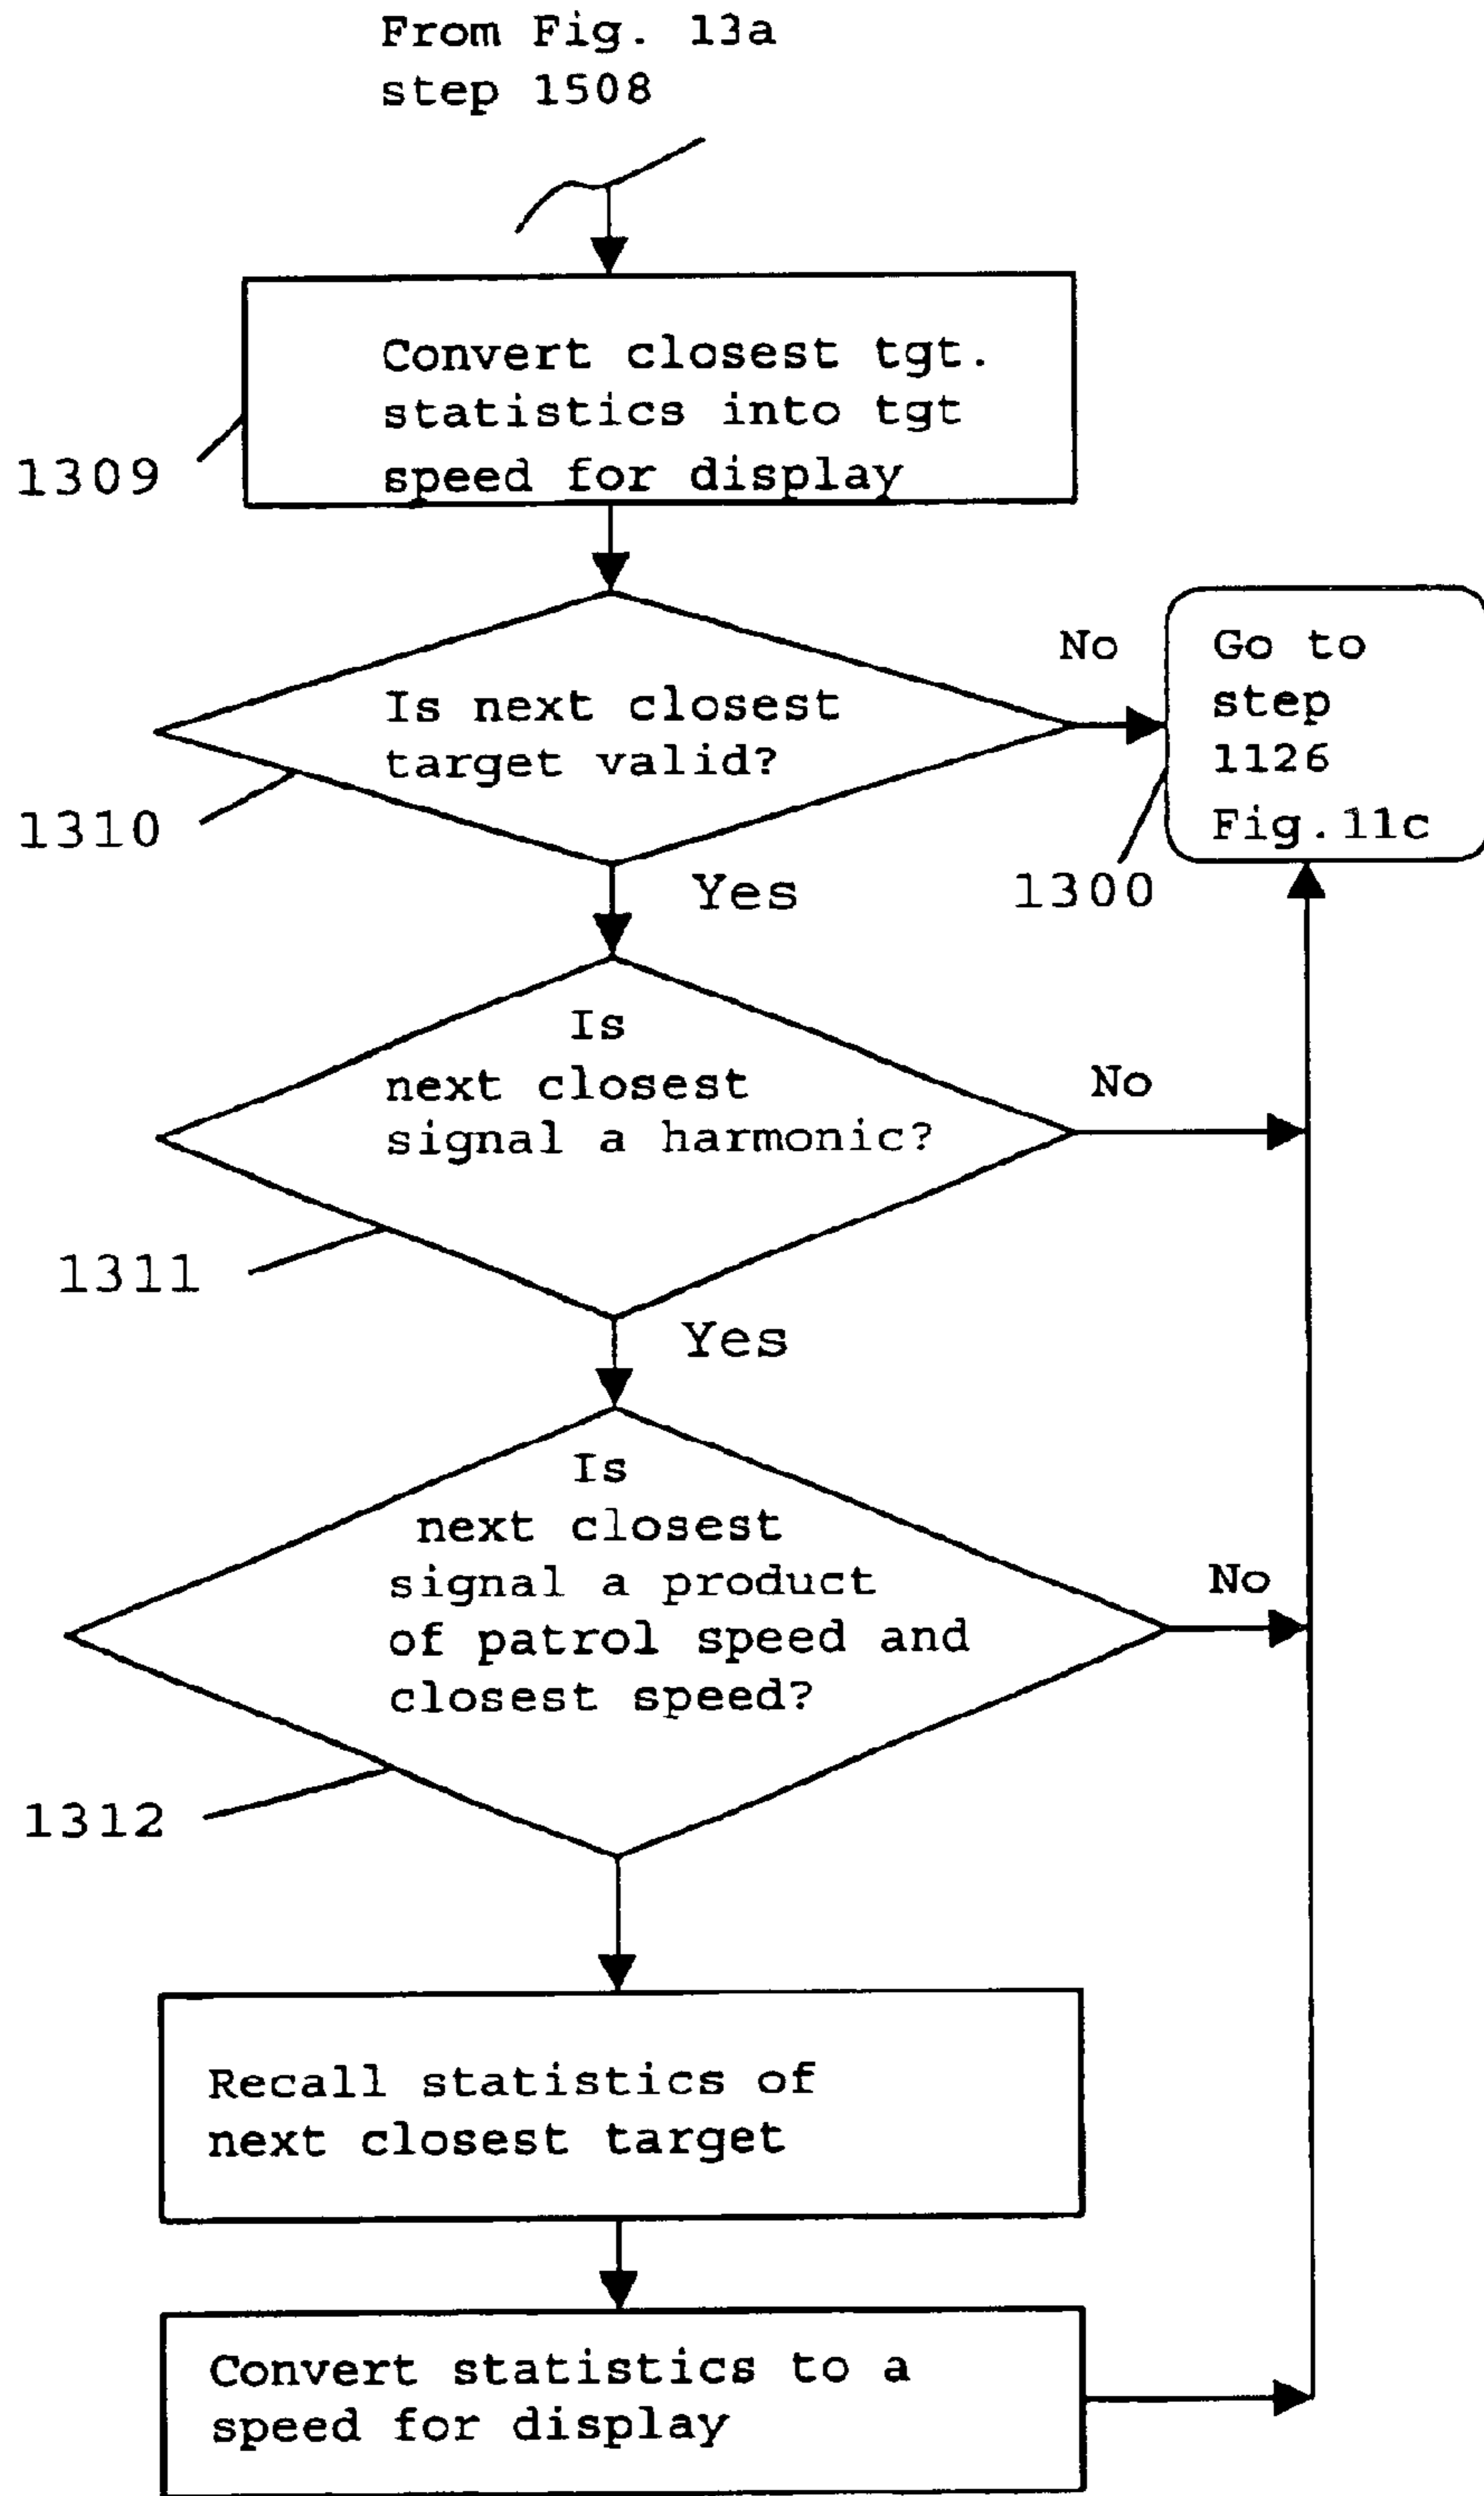 From Fig. 13a
step 1508
Convert closest tgt.
statistics into tgt
speed for display
1309
Is next closest
target valid?
1310
No
Go to
step
1126
Fig.11c
1300
Yes
Is
next closest
signal a harmonic?
No
1311
Yes
Is
next closest
signal a product
of patrol speed and
closest speed?
No
1312
Recall statistics of
next closest target
Convert statistics to a
speed for display